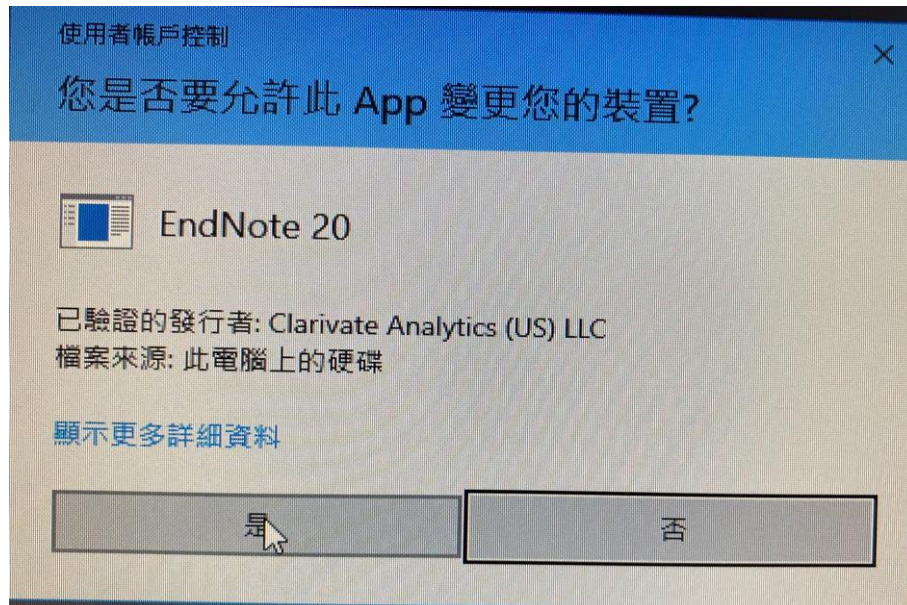 使用者帳戶控制
您是否要允許此 App 變更您的裝置?
EndNote 20
已驗證的發行者: Clarivate Analytics (US) LLC
檔案來源: 此電腦上的硬碟
顯示更多詳細資料
是
否